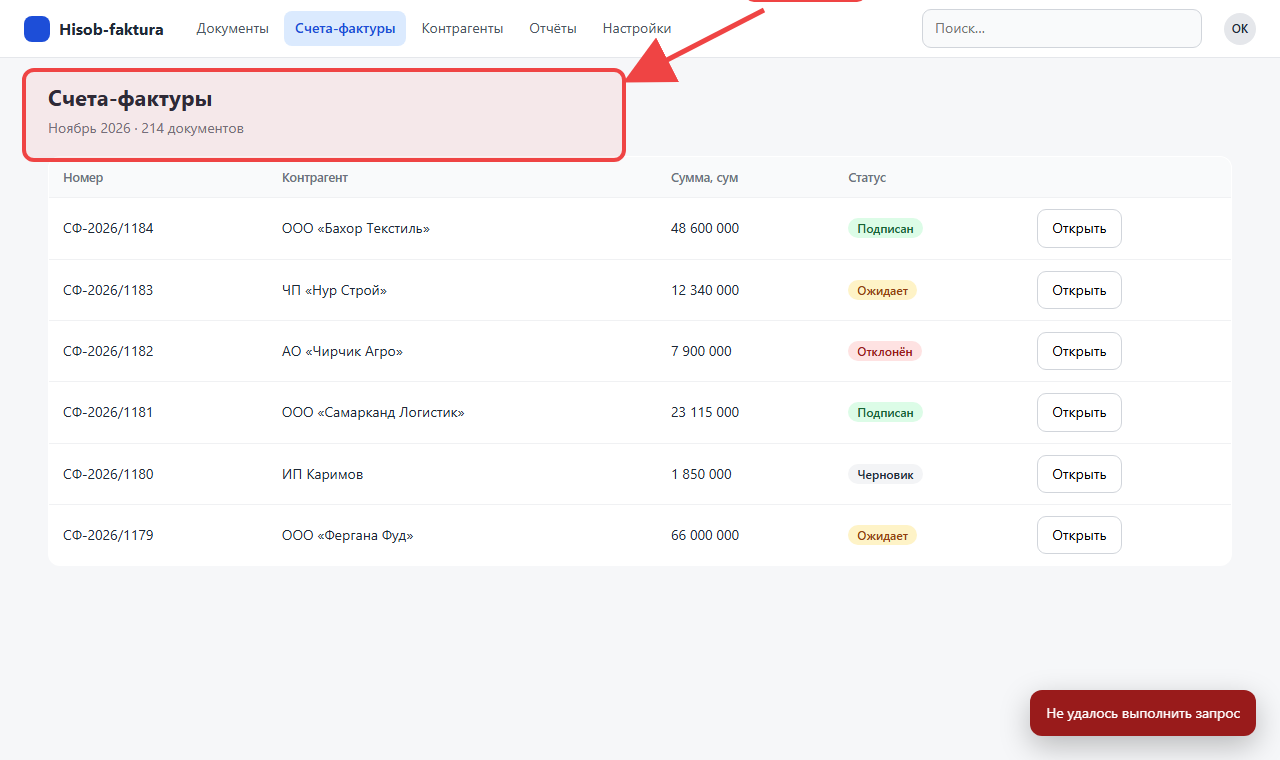 Hisob-faktura Документы Счета-фактуры Контрагенты Отчёты Настройки Поиск... ОК
Счета-фактуры
Ноябрь 2026 · 214 документов
Номер Контрагент Сумма, сум Статус
СФ-2026/1184 ООО «Бахор Текстиль» 48 600 000 Подписан Открыть
СФ-2026/1183 ЧП «Нур Строй» 12 340 000 Ожидает Открыть
СФ-2026/1182 АО «Чирчик Агро» 7 900 000 Отклонён Открыть
СФ-2026/1181 ООО «Самарканд Логистик» 23 115 000 Подписан Открыть
СФ-2026/1180 ИП Каримов 1 850 000 Черновик Открыть
СФ-2026/1179 ООО «Фергана Фуд» 66 000 000 Ожидает Открыть
Не удалось выполнить запрос